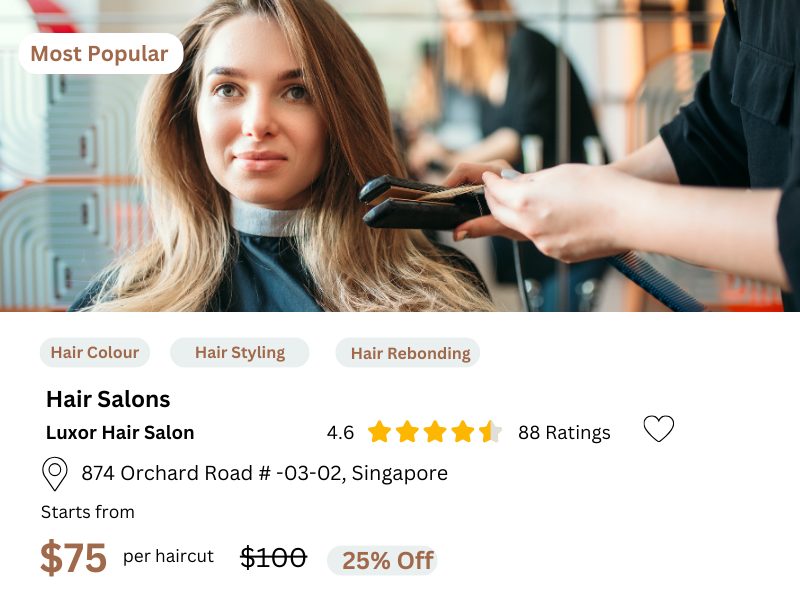 Most Popular
Hair Colour Hair Styling Hair Rebonding
Hair Salons
Luxor Hair Salon 4.6 88 Ratings
874 Orchard Road # -03-02, Singapore
Starts from
$75 per haircut $100 25% Off